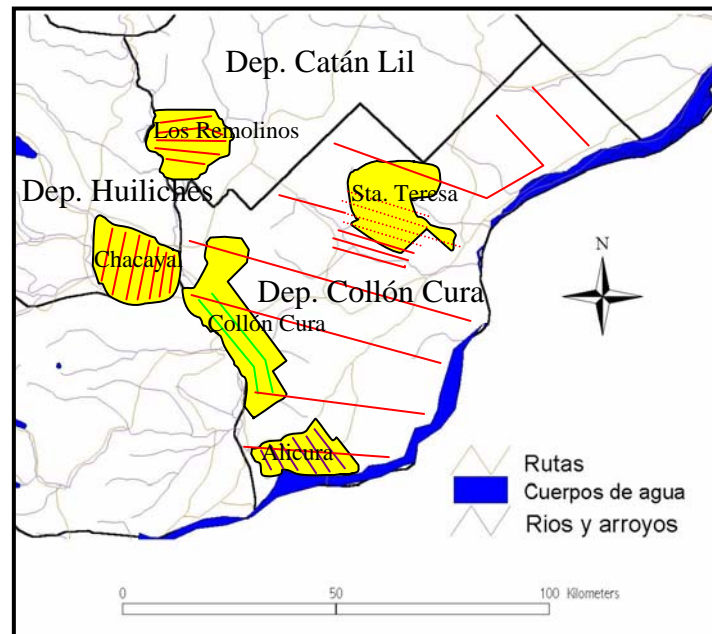 Dep. Catán Lil
Los Remolinos
Dep. Huiliches
Sta. Teresa
Chacayal
Dep. Collón Cura
Collón Cura
N
Alicura
Rutas
Cuerpos de agua
Rios y arroyos
0 50 100 Kilometers